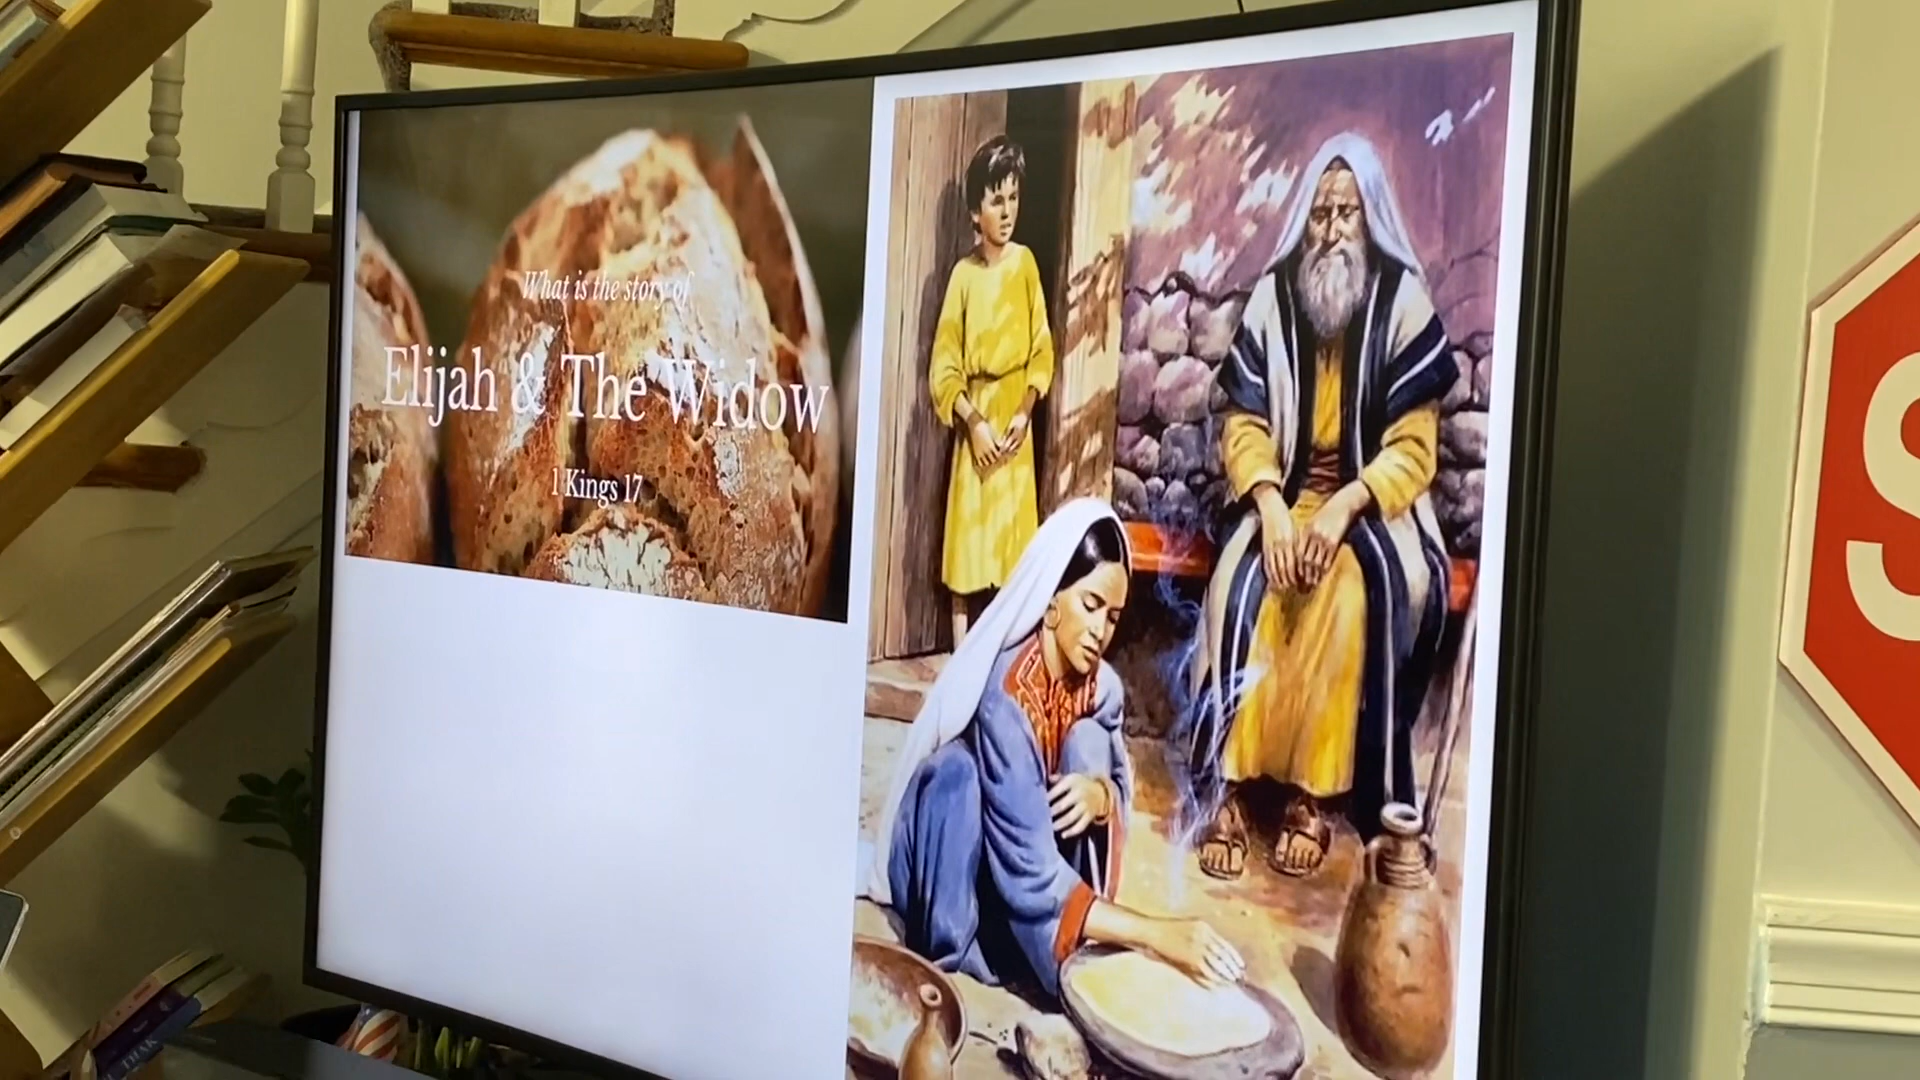 What is the story of
Elijah & The Widow
1 Kings 17